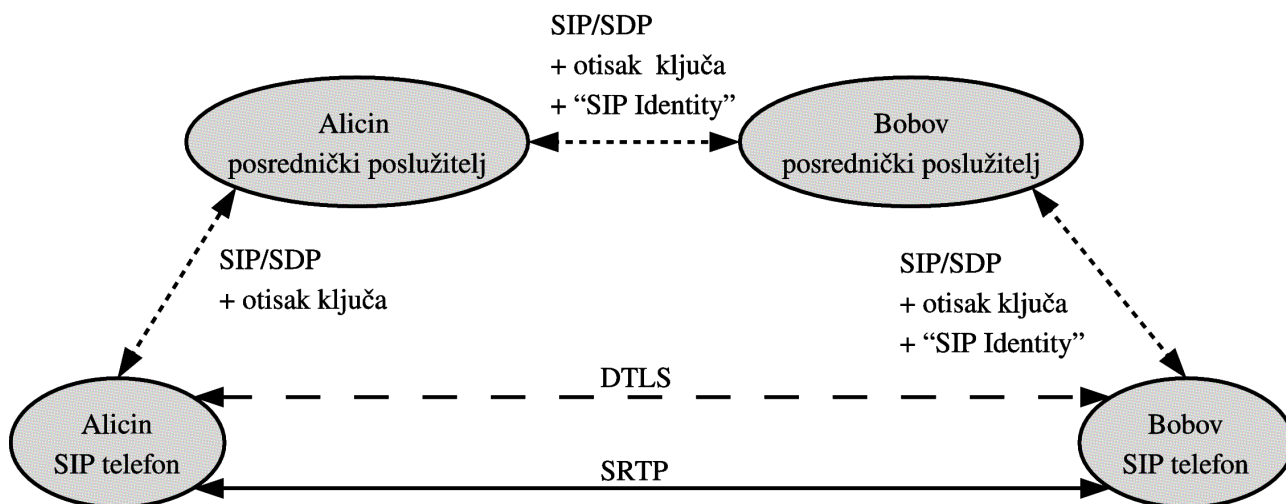 SIP/SDP
+ otisak ključa
+ “SIP Identity”
Alicin
posrednički poslužitelj
Bobov
posrednički poslužitelj
SIP/SDP
+ otisak ključa
SIP/SDP
+ otisak ključa
+ “SIP Identity”
DTLS
Alicin
SIP telefon
Bobov
SIP telefon
SRTP